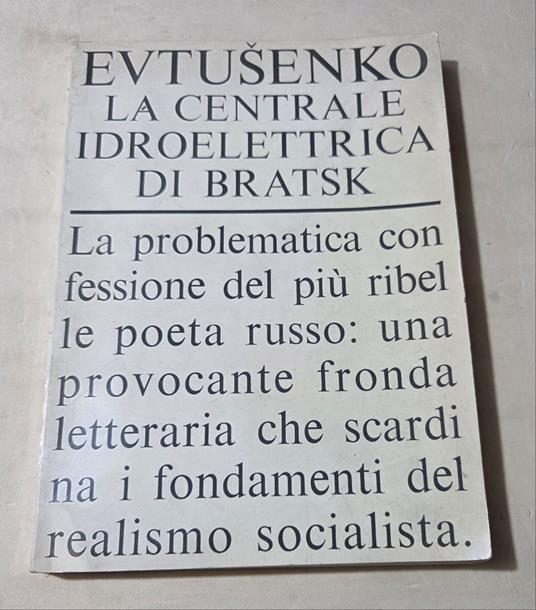 EVTUŠENKO
LA CENTRALE
IDROELETTRICA
DI BRATSK
La problematica con
fessione del più ribel
le poeta russo: una
provocante fronda
letteraria che scardi
na i fondamenti del
realismo socialista.